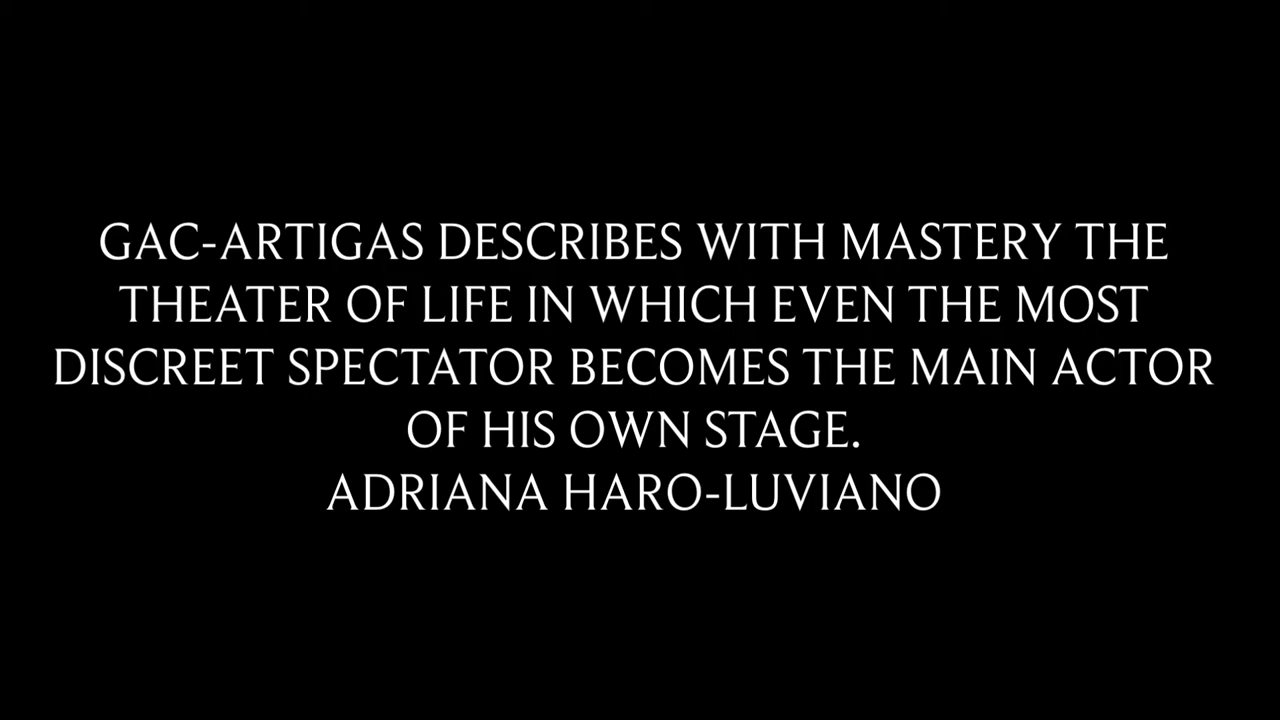 GAC-ARTIGAS DESCRIBES WITH MASTERY THE
THEATER OF LIFE IN WHICH EVEN THE MOST
DISCREET SPECTATOR BECOMES THE MAIN ACTOR
OF HIS OWN STAGE.
ADRIANA HARO-LUVIANO